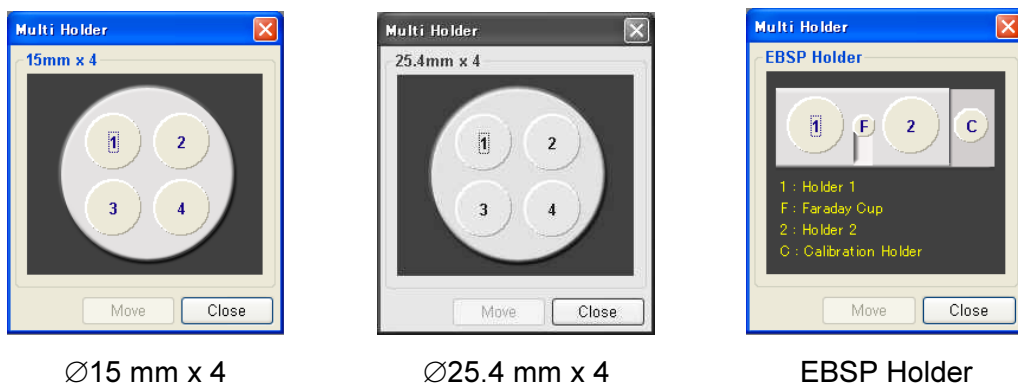 Multi Holder
15mm x 4
1 2
3 4
Move Close
∅15 mm x 4
Multi Holder
25.4mm x 4
1 2
3 4
Move Close
∅25.4 mm x 4
Multi Holder
EBSP Holder
1 F 2 C
1 : Holder 1
F : Faraday Cup
2 : Holder 2
C : Calibration Holder
Move Close
EBSP Holder